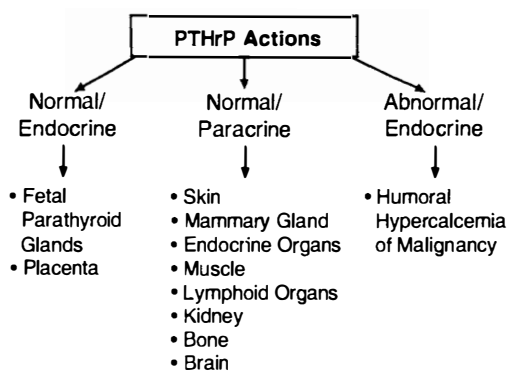 PTHrP Actions
Normal/
Endocrine
• Fetal
Parathyroid
Glands
• Placenta
Normal/
Paracrine
• Skin
• Mammary Gland
• Endocrine Organs
• Muscle
• Lymphoid Organs
• Kidney
• Bone
• Brain
Abnormal/
Endocrine
• Humoral
Hypercalcemia
of Malignancy